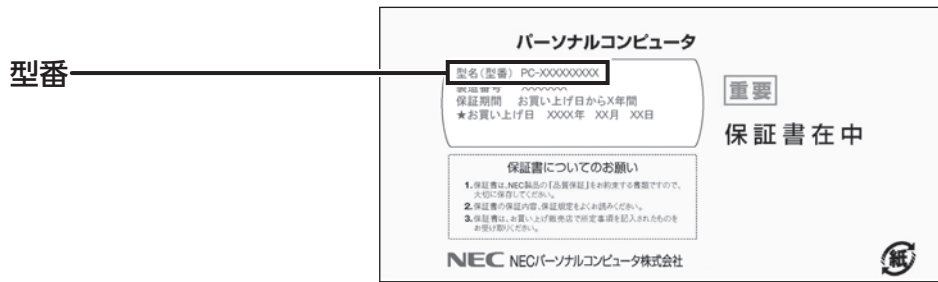 型番
パーソナルコンピュータ
型名(型番) PC-XXXXXXXXX
製造番号 XXXXXXX
保証期間 お買い上げ日からX年間
★お買い上げ日 XXXX年 XX月 XX日
重要
保証書在中
保証書についてのお願い
1.保証書は、NEC製品の「品質保証」をお約束する書類ですので、
大切に保存してください。
2.保証書の保証内容、保証規定をよくお読みください。
3.保証書は、お買い上げ販売店で所定事項を記入されたものを
お受け取りください。
NEC NECパーソナルコンピュータ株式会社
紙